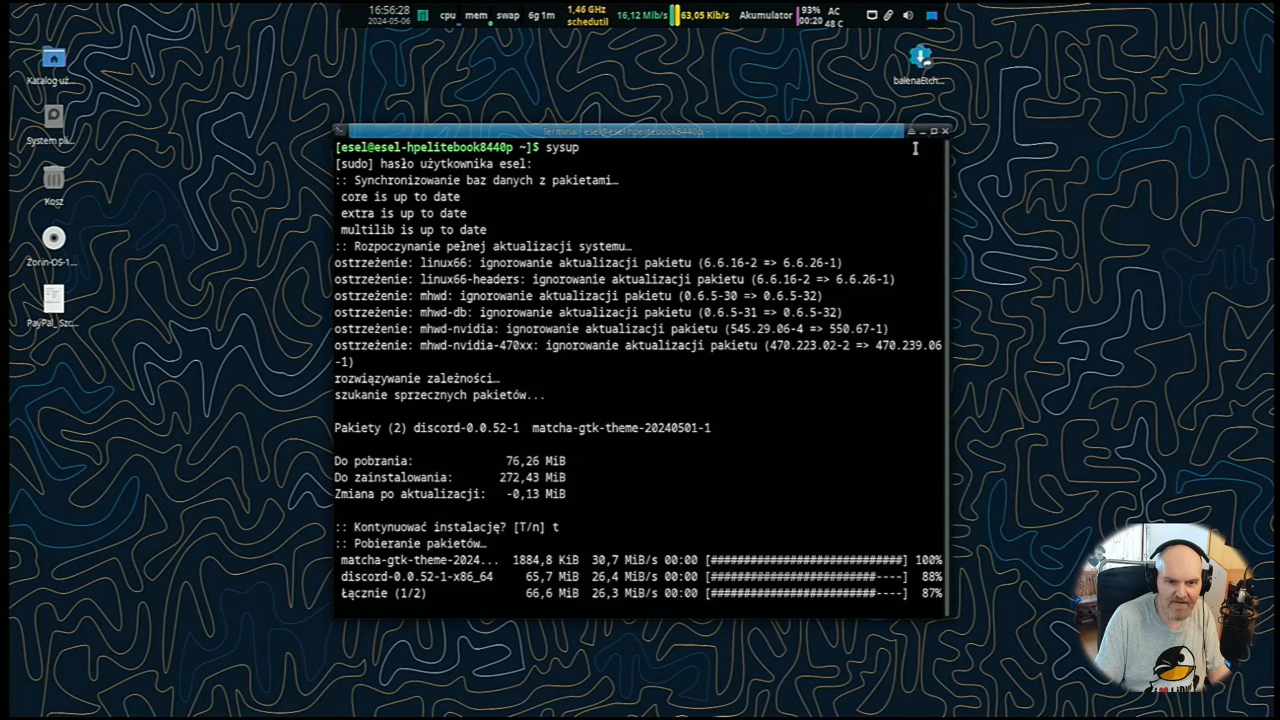 16:56:28
2024-05-06
cpu mem swap 6g 1m
1,46 GHz
schedutil
16,12 Mib/s
63,05 Kib/s
Akumulator
93%
00:20
AC
48 C
Katalog uż...
System pli...
Kosz
Zorin-OS-1...
PayPal_Szc...
balenaEtch...
Terminal - esel@esel-hpelitebook8440p:~
[esel@esel-hpelitebook8440p ~]$ sysup
[sudo] hasło użytkownika esel:
:: Synchronizowanie baz danych z pakietami…
core is up to date
extra is up to date
multilib is up to date
:: Rozpoczynanie pełnej aktualizacji systemu…
ostrzeżenie: linux66: ignorowanie aktualizacji pakietu (6.6.16-2 => 6.6.26-1)
ostrzeżenie: linux66-headers: ignorowanie aktualizacji pakietu (6.6.16-2 => 6.6.26-1)
ostrzeżenie: mhwd: ignorowanie aktualizacji pakietu (0.6.5-30 => 0.6.5-32)
ostrzeżenie: mhwd-db: ignorowanie aktualizacji pakietu (0.6.5-31 => 0.6.5-32)
ostrzeżenie: mhwd-nvidia: ignorowanie aktualizacji pakietu (545.29.06-4 => 550.67-1)
ostrzeżenie: mhwd-nvidia-470xx: ignorowanie aktualizacji pakietu (470.223.02-2 => 470.239.06
-1)
rozwiązywanie zależności…
szukanie sprzecznych pakietów...
Pakiety (2) discord-0.0.52-1 matcha-gtk-theme-20240501-1
Do pobrania: 76,26 MiB
Do zainstalowania: 272,43 MiB
Zmiana po aktualizacji: -0,13 MiB
:: Kontynuować instalację? [T/n] t
:: Pobieranie pakietów…
matcha-gtk-theme-2024... 1884,8 KiB 30,7 MiB/s 00:00 [##############################] 100%
discord-0.0.52-1-x86_64 65,7 MiB 26,4 MiB/s 00:00 [##########################----] 88%
Łącznie (1/2) 66,6 MiB 26,3 MiB/s 00:00 [##########################----] 87%